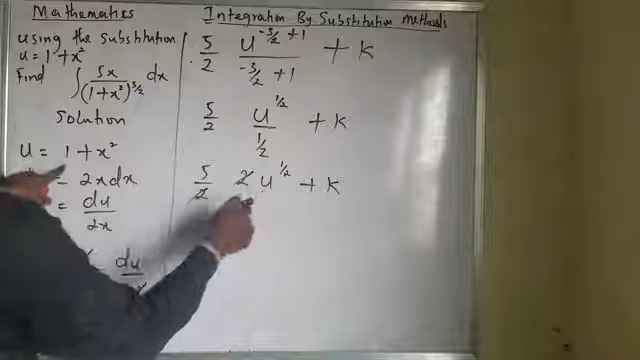 Mathematics
Using the substitution
u = 1 + x²
Find ∫ 5x/(1+x²)^3/2 dx
Solution
u = 1 + x²
= 2x dx
= du/2x
du
Integration By Substitution Methods
5/2 u^(-3/2 + 1)/(-3/2 + 1) + k
5/2 u^1/2/(1/2) + k
5/2 2 u^1/2 + k